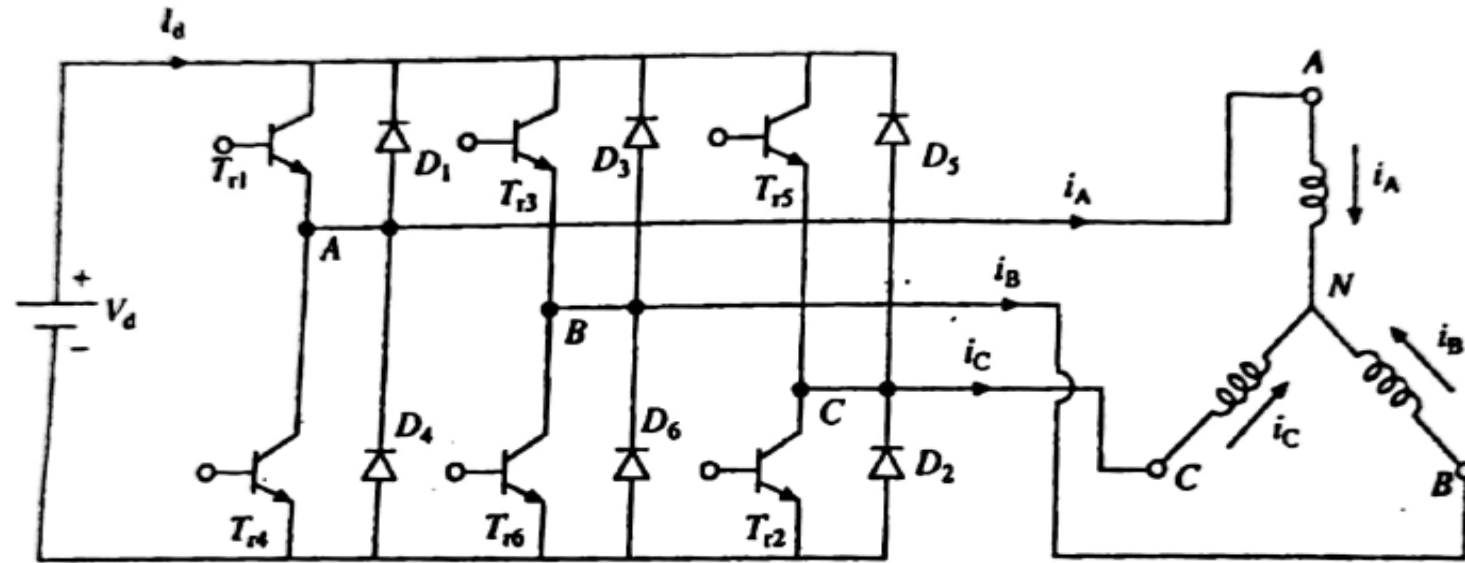 I_d
A
T_r1
D_1
T_r3
D_3
T_r5
D_5
i_A
i_A
A
+
V_d
-
i_B
N
B
i_B
i_C
C
i_C
D_4
D_6
D_2
C
B
T_r4
T_r6
T_r2